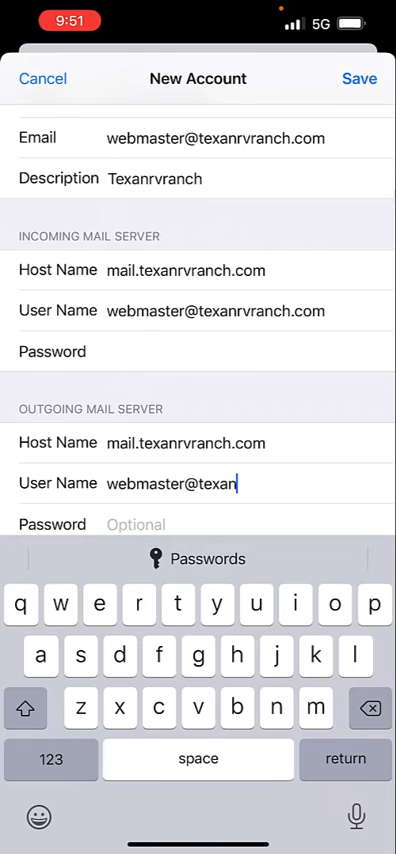 9:51 5G
Cancel New Account Save
Email webmaster@texanrvranch.com
Description Texanrvranch
INCOMING MAIL SERVER
Host Name mail.texanrvranch.com
User Name webmaster@texanrvranch.com
Password
OUTGOING MAIL SERVER
Host Name mail.texanrvranch.com
User Name webmaster@texan
Password Optional
Passwords
q w e r t y u i o p
a s d f g h j k l
z x c v b n m
123 space return